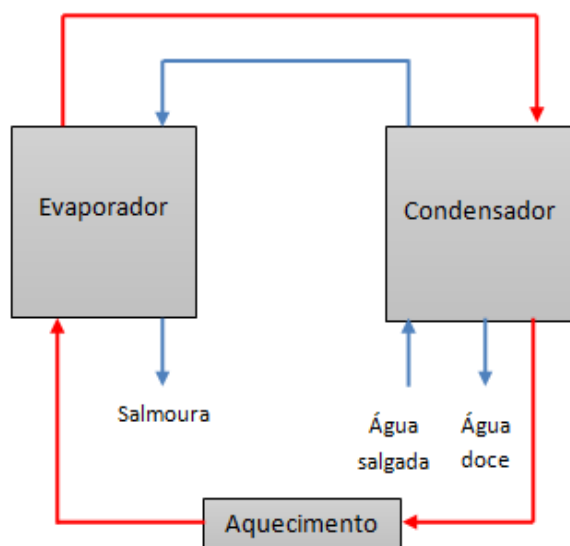 Evaporador
Condensador
Salmoura
Água
salgada
Água
doce
Aquecimento